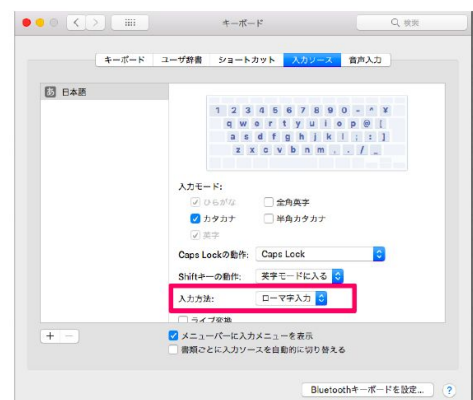 キーボード
検索
キーボード ユーザ辞書 ショートカット 入力ソース 音声入力
あ 日本語
1 2 3 4 5 6 7 8 9 0 - ^ ¥
q w e r t y u i o p @ [
a s d f g h j k l ; : ]
z x c v b n m , . / _
入力モード:
ひらがな 全角英字
カタカナ 半角カタカナ
英字
Caps Lockの動作: Caps Lock
Shiftキーの動作: 英字モードに入る
入力方法: ローマ字入力
ライブ変換
+ −
メニューバーに入力メニューを表示
書類ごとに入力ソースを自動的に切り替える
Bluetoothキーボードを設定... ?